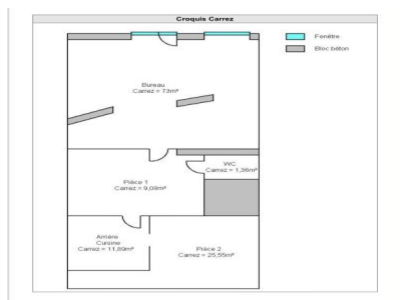 Croquis Carrez
Fenêtre
Bloc béton
Bureau
Carrez = 73m²
WC
Carrez = 1,36m²
Pièce 1
Carrez = 9,08m²
Arrière
Cuisine
Carrez = 11,89m²
Pièce 2
Carrez = 25,55m²